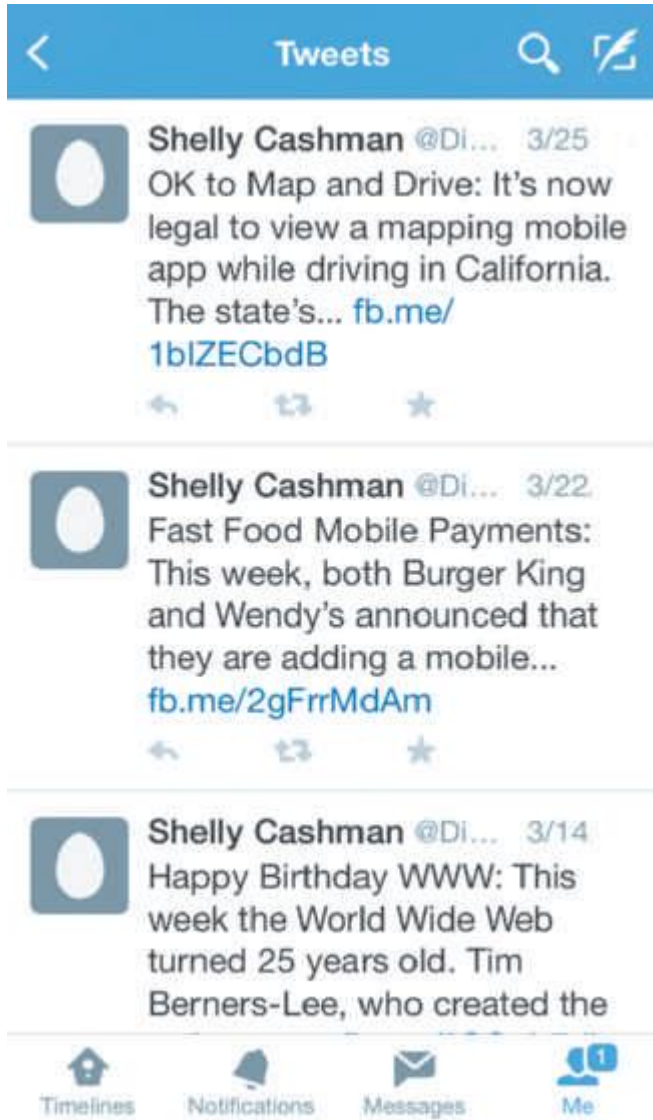 Tweets
Shelly Cashman @Di... 3/25
OK to Map and Drive: It's now
legal to view a mapping mobile
app while driving in California.
The state's... fb.me/
1blZECbdB
Shelly Cashman @Di... 3/22
Fast Food Mobile Payments:
This week, both Burger King
and Wendy's announced that
they are adding a mobile...
fb.me/2gFrrMdAm
Shelly Cashman @Di... 3/14
Happy Birthday WWW: This
week the World Wide Web
turned 25 years old. Tim
Berners-Lee, who created the
1
Timelines Notifications Messages Me